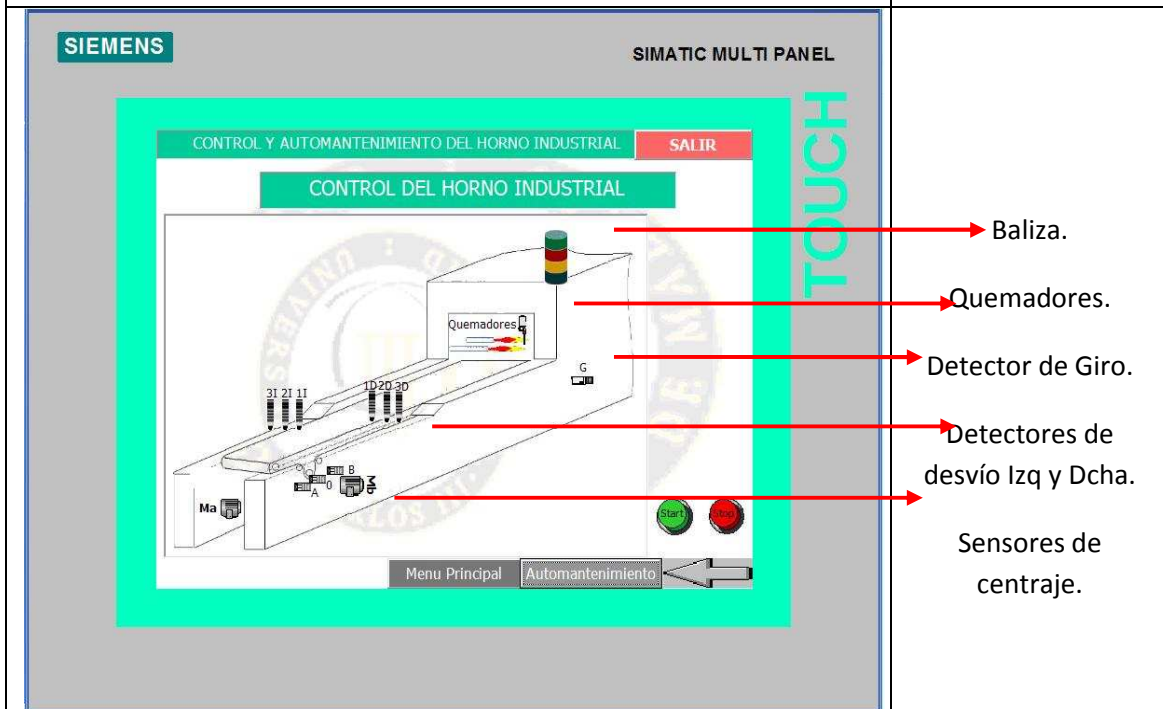 SIEMENS
SIMATIC MULTI PANEL
TOUCH
CONTROL Y AUTOMANTENIMIENTO DEL HORNO INDUSTRIAL
SALIR
CONTROL DEL HORNO INDUSTRIAL
Quemadores
G
3I 2I 1I
1D 2D 3D
B
0
A
Mb
Ma
Start
Stop
Menu Principal
Automantenimiento
Baliza.
Quemadores.
Detector de Giro.
Detectores de
desvío Izq y Dcha.
Sensores de
centraje.